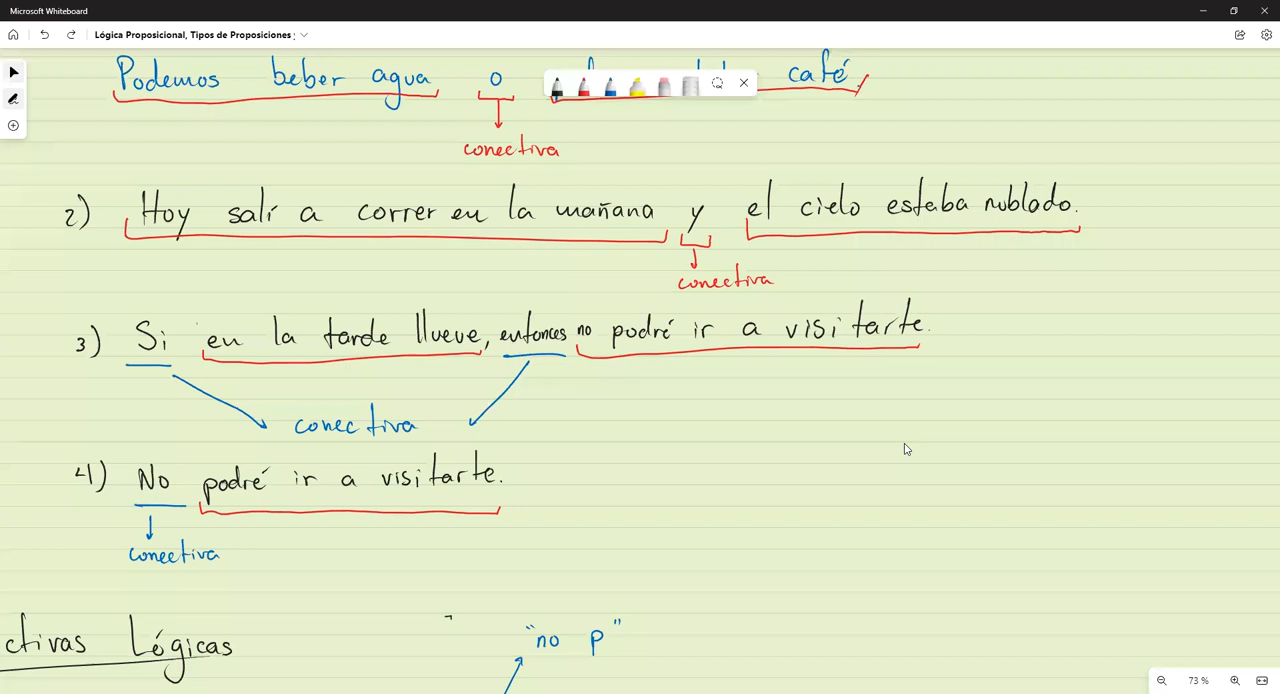 Microsoft Whiteboard
Lógica Proposicional, Tipos de Proposiciones
Podemos beber agua o café
conectiva
2) Hoy salí a correr en la mañana y el cielo estaba nublado.
conectiva
3) Si en la tarde llueve, entonces no podré ir a visitarte.
conectiva
4) No podré ir a visitarte.
conectiva
ctivas Lógicas
"no p"
73 %